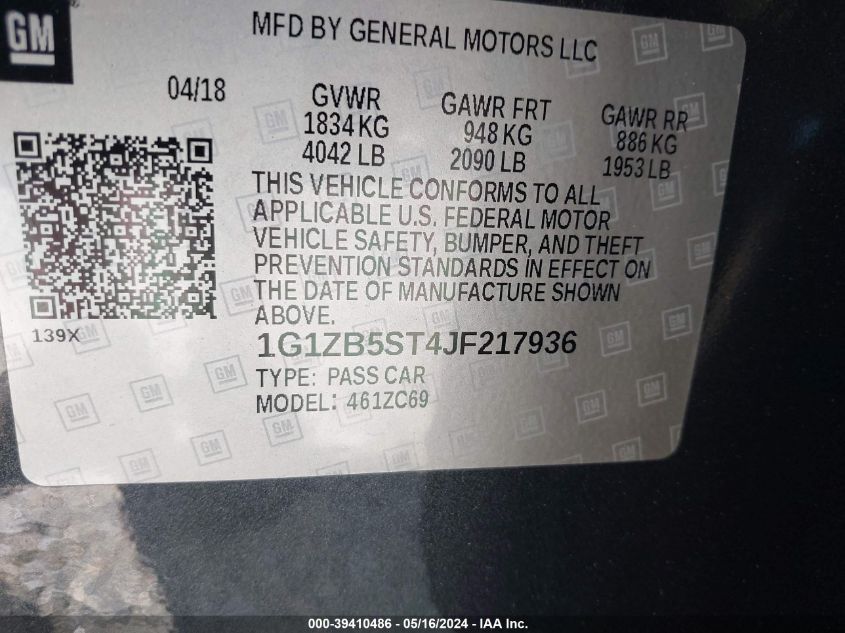 GM
MFD BY GENERAL MOTORS LLC
04/18
GVWR
1834 KG
4042 LB
GAWR FRT
948 KG
2090 LB
GAWR RR
886 KG
1953 LB
THIS VEHICLE CONFORMS TO ALL
APPLICABLE U.S. FEDERAL MOTOR
VEHICLE SAFETY, BUMPER, AND THEFT
PREVENTION STANDARDS IN EFFECT ON
THE DATE OF MANUFACTURE SHOWN
ABOVE.
139X
1G1ZB5ST4JF217936
TYPE: PASS CAR
MODEL: 461ZC69
000-39410486 - 05/16/2024 - IAA Inc.